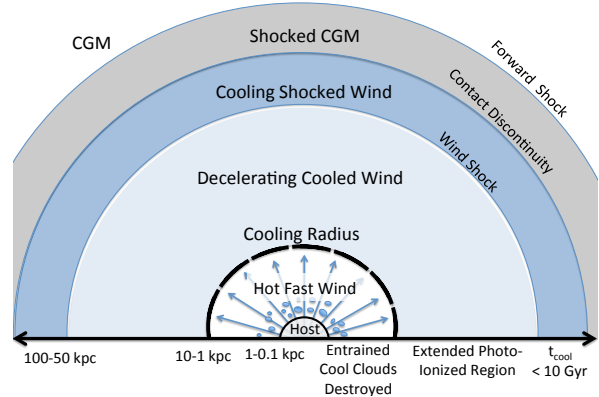 CGM
Shocked CGM
Forward Shock
Cooling Shocked Wind
Contact Discontinuity
Wind Shock
Decelerating Cooled Wind
Cooling Radius
Hot Fast Wind
Host
100-50 kpc
10-1 kpc
1-0.1 kpc
Entrained
Cool Clouds
Destroyed
Extended Photo-
Ionized Region
tcool
< 10 Gyr